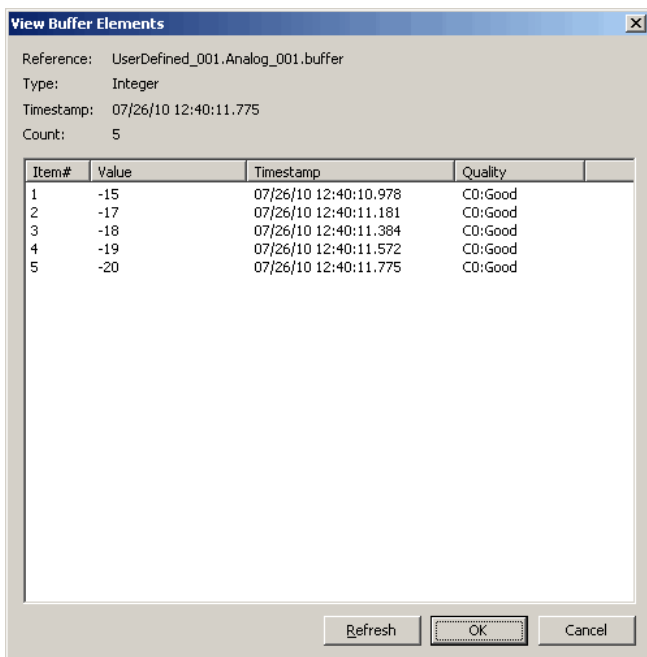 View Buffer Elements
Reference: UserDefined_001.Analog_001.buffer
Type: Integer
Timestamp: 07/26/10 12:40:11.775
Count: 5
Item# Value Timestamp Quality
1 -15 07/26/10 12:40:10.978 C0:Good
2 -17 07/26/10 12:40:11.181 C0:Good
3 -18 07/26/10 12:40:11.384 C0:Good
4 -19 07/26/10 12:40:11.572 C0:Good
5 -20 07/26/10 12:40:11.775 C0:Good
Refresh OK Cancel